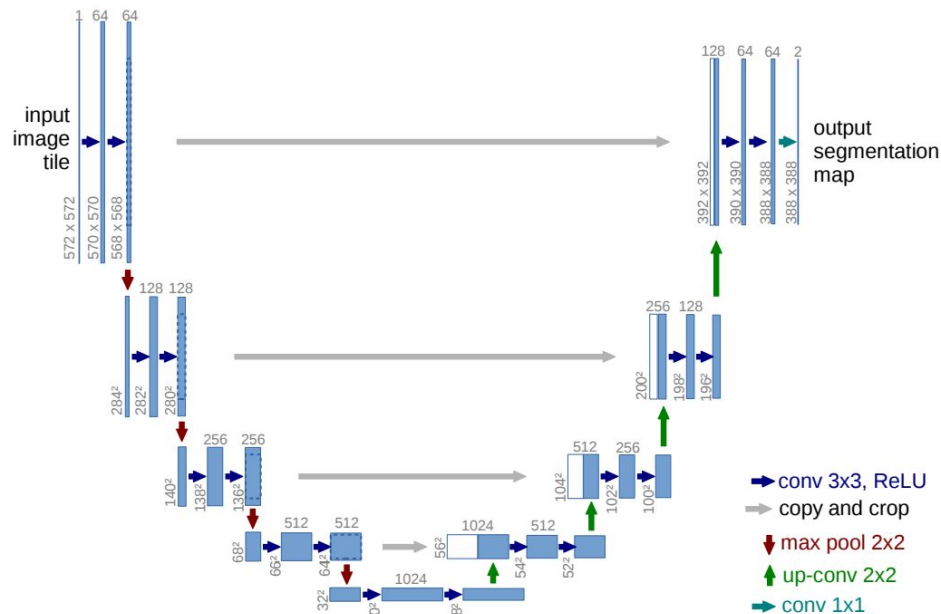 1 64 64
input
image
tile
572 x 572
570 x 570
568 x 568
128 64 64 2
output
segmentation
map
392 x 392
390 x 390
388 x 388
388 x 388
128 128
284²
282²
280²
256 128
200²
198²
196²
256 256
140²
138²
136²
512 256
104²
102²
100²
512 512
68²
66²
64²
1024 512
56²
54²
52²
1024
32²
conv 3x3, ReLU
copy and crop
max pool 2x2
up-conv 2x2
conv 1x1